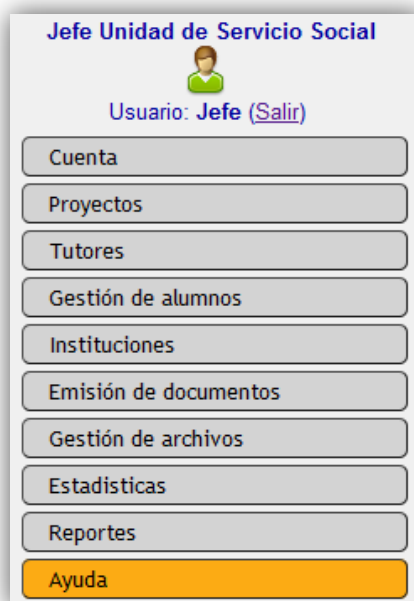 Jefe Unidad de Servicio Social
Usuario: Jefe (Salir)
Cuenta
Proyectos
Tutores
Gestión de alumnos
Instituciones
Emisión de documentos
Gestión de archivos
Estadisticas
Reportes
Ayuda